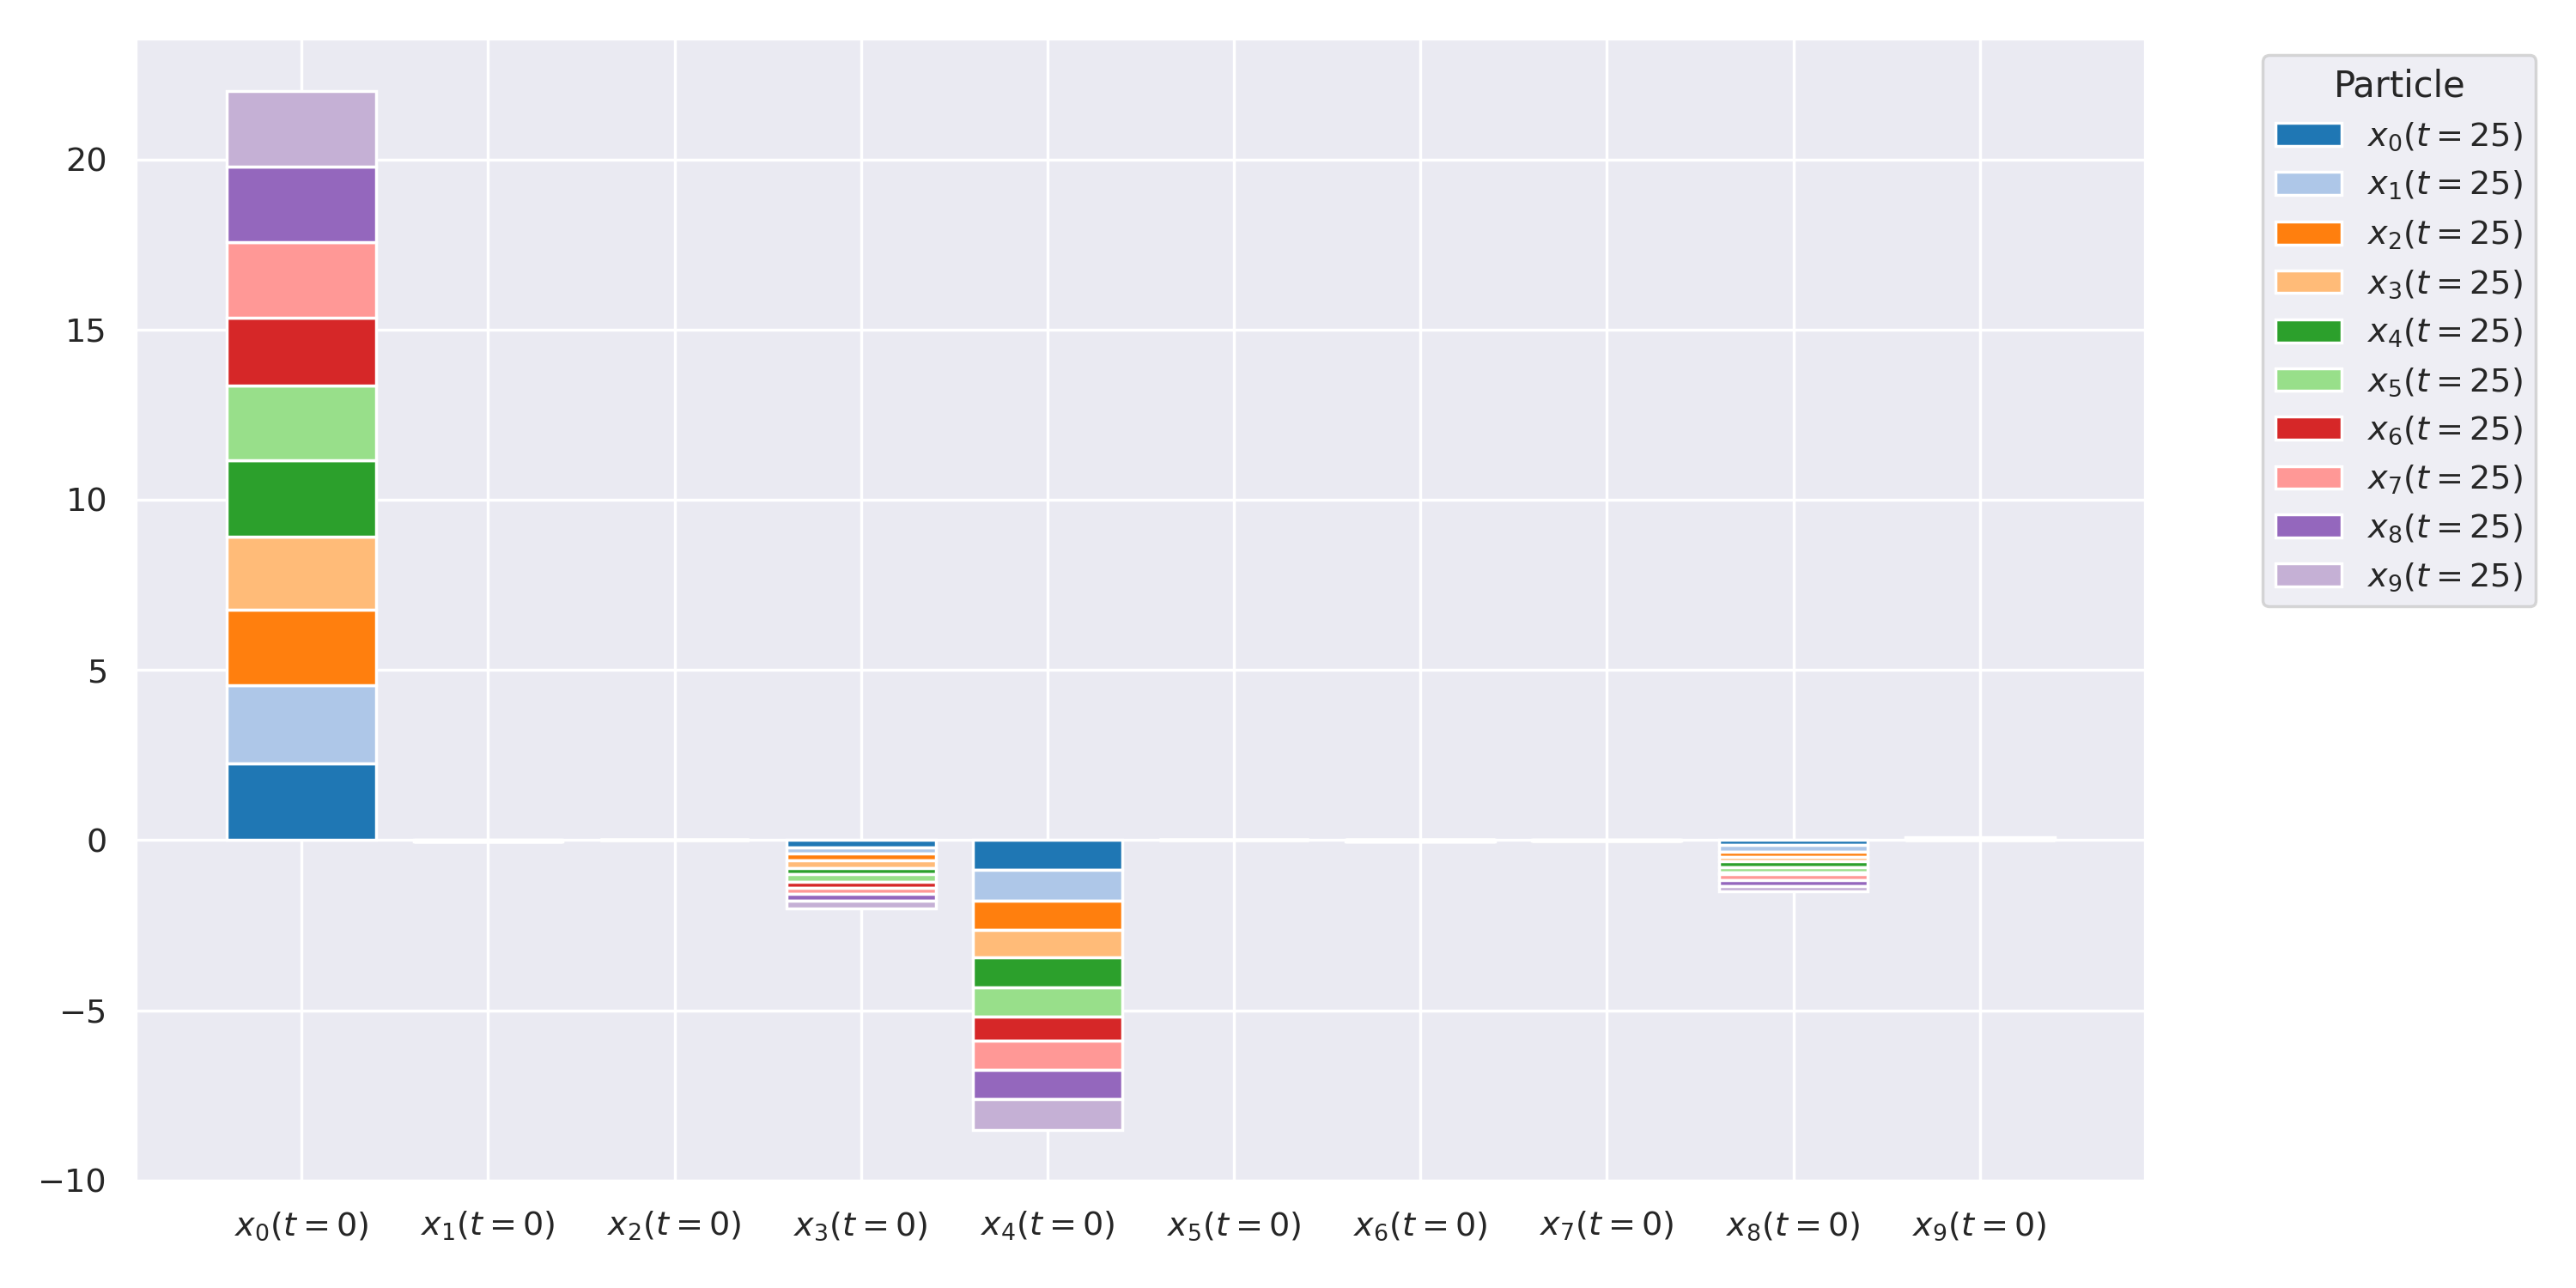 20
15
10
5
0
−5
−10
x₀(t = 0) x₁(t = 0) x₂(t = 0) x₃(t = 0) x₄(t = 0) x₅(t = 0) x₆(t = 0) x₇(t = 0) x₈(t = 0) x₉(t = 0)
Particle
x₀(t = 25)
x₁(t = 25)
x₂(t = 25)
x₃(t = 25)
x₄(t = 25)
x₅(t = 25)
x₆(t = 25)
x₇(t = 25)
x₈(t = 25)
x₉(t = 25)